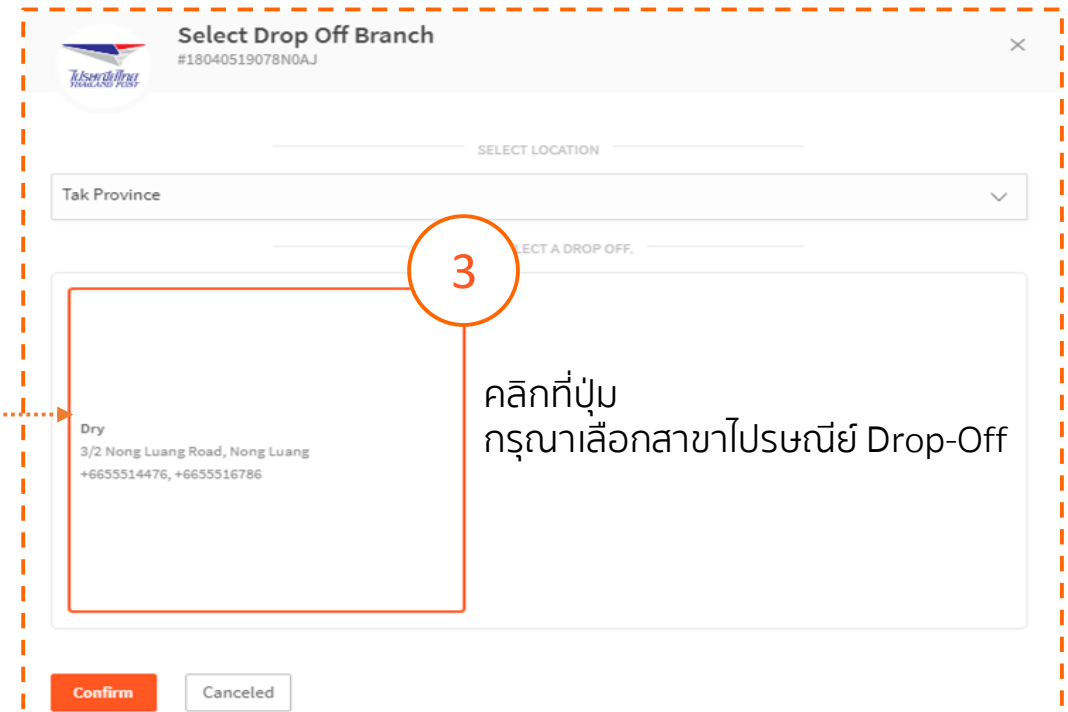 Select Drop Off Branch
#18040519078N0AJ
ไปรษณีย์ไทย
THAILAND POST
SELECT LOCATION
Tak Province
LECT A DROP OFF.
3
Dry
3/2 Nong Luang Road, Nong Luang
+6655514476, +6655516786
คลิกที่ปุ่ม
กรุณาเลือกสาขาไปรษณีย์ Drop-Off
Confirm
Canceled